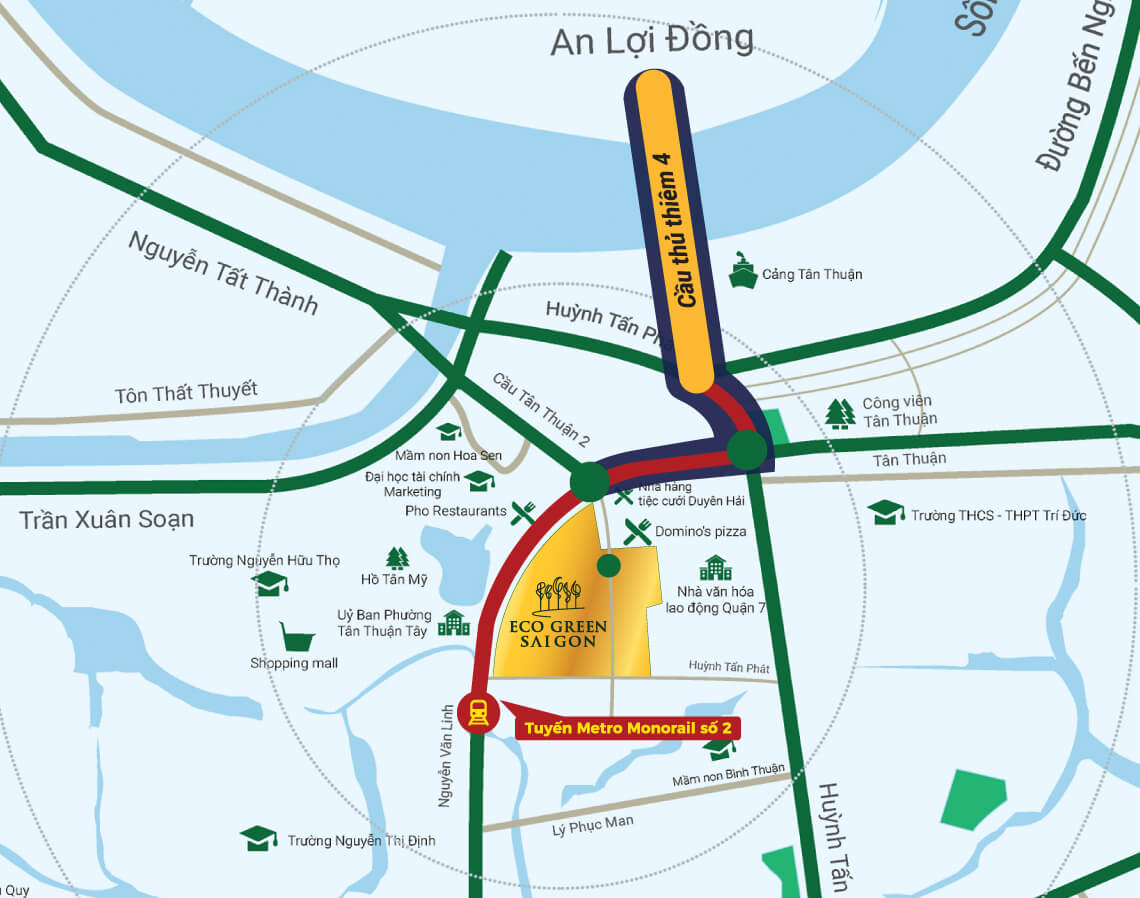 An Lợi Đồng
Sôn
Đường Bến Ng
Cầu thủ thiêm 4
Nguyễn Tất Thành
Cảng Tân Thuận
Huỳnh Tấn Ph
Tôn Thất Thuyết
Cầu Tân Thuận 2
Công viên
Tân Thuận
Mầm non Hoa Sen
Tân Thuận
Đại học tài chính
Marketing
Nhà hàng
tiệc cưới Duyên Hải
Pho Restaurants
Trần Xuân Soạn
Trường THCS - THPT Trí Đức
Domino's pizza
Trường Nguyễn Hữu Thọ
Hồ Tấn Mỹ
Nhà văn hóa
lao động Quận 7
Uỷ Ban Phường
Tân Thuận Tây
ECO GREEN
SAIGON
Shopping mall
Huỳnh Tấn Phát
Nguyễn Văn Linh
Tuyến Metro Monorail số 2
Mầm non Bình Thuận
Huỳnh Tấn
Lý Phục Man
Trường Nguyễn Thị Định
Quy